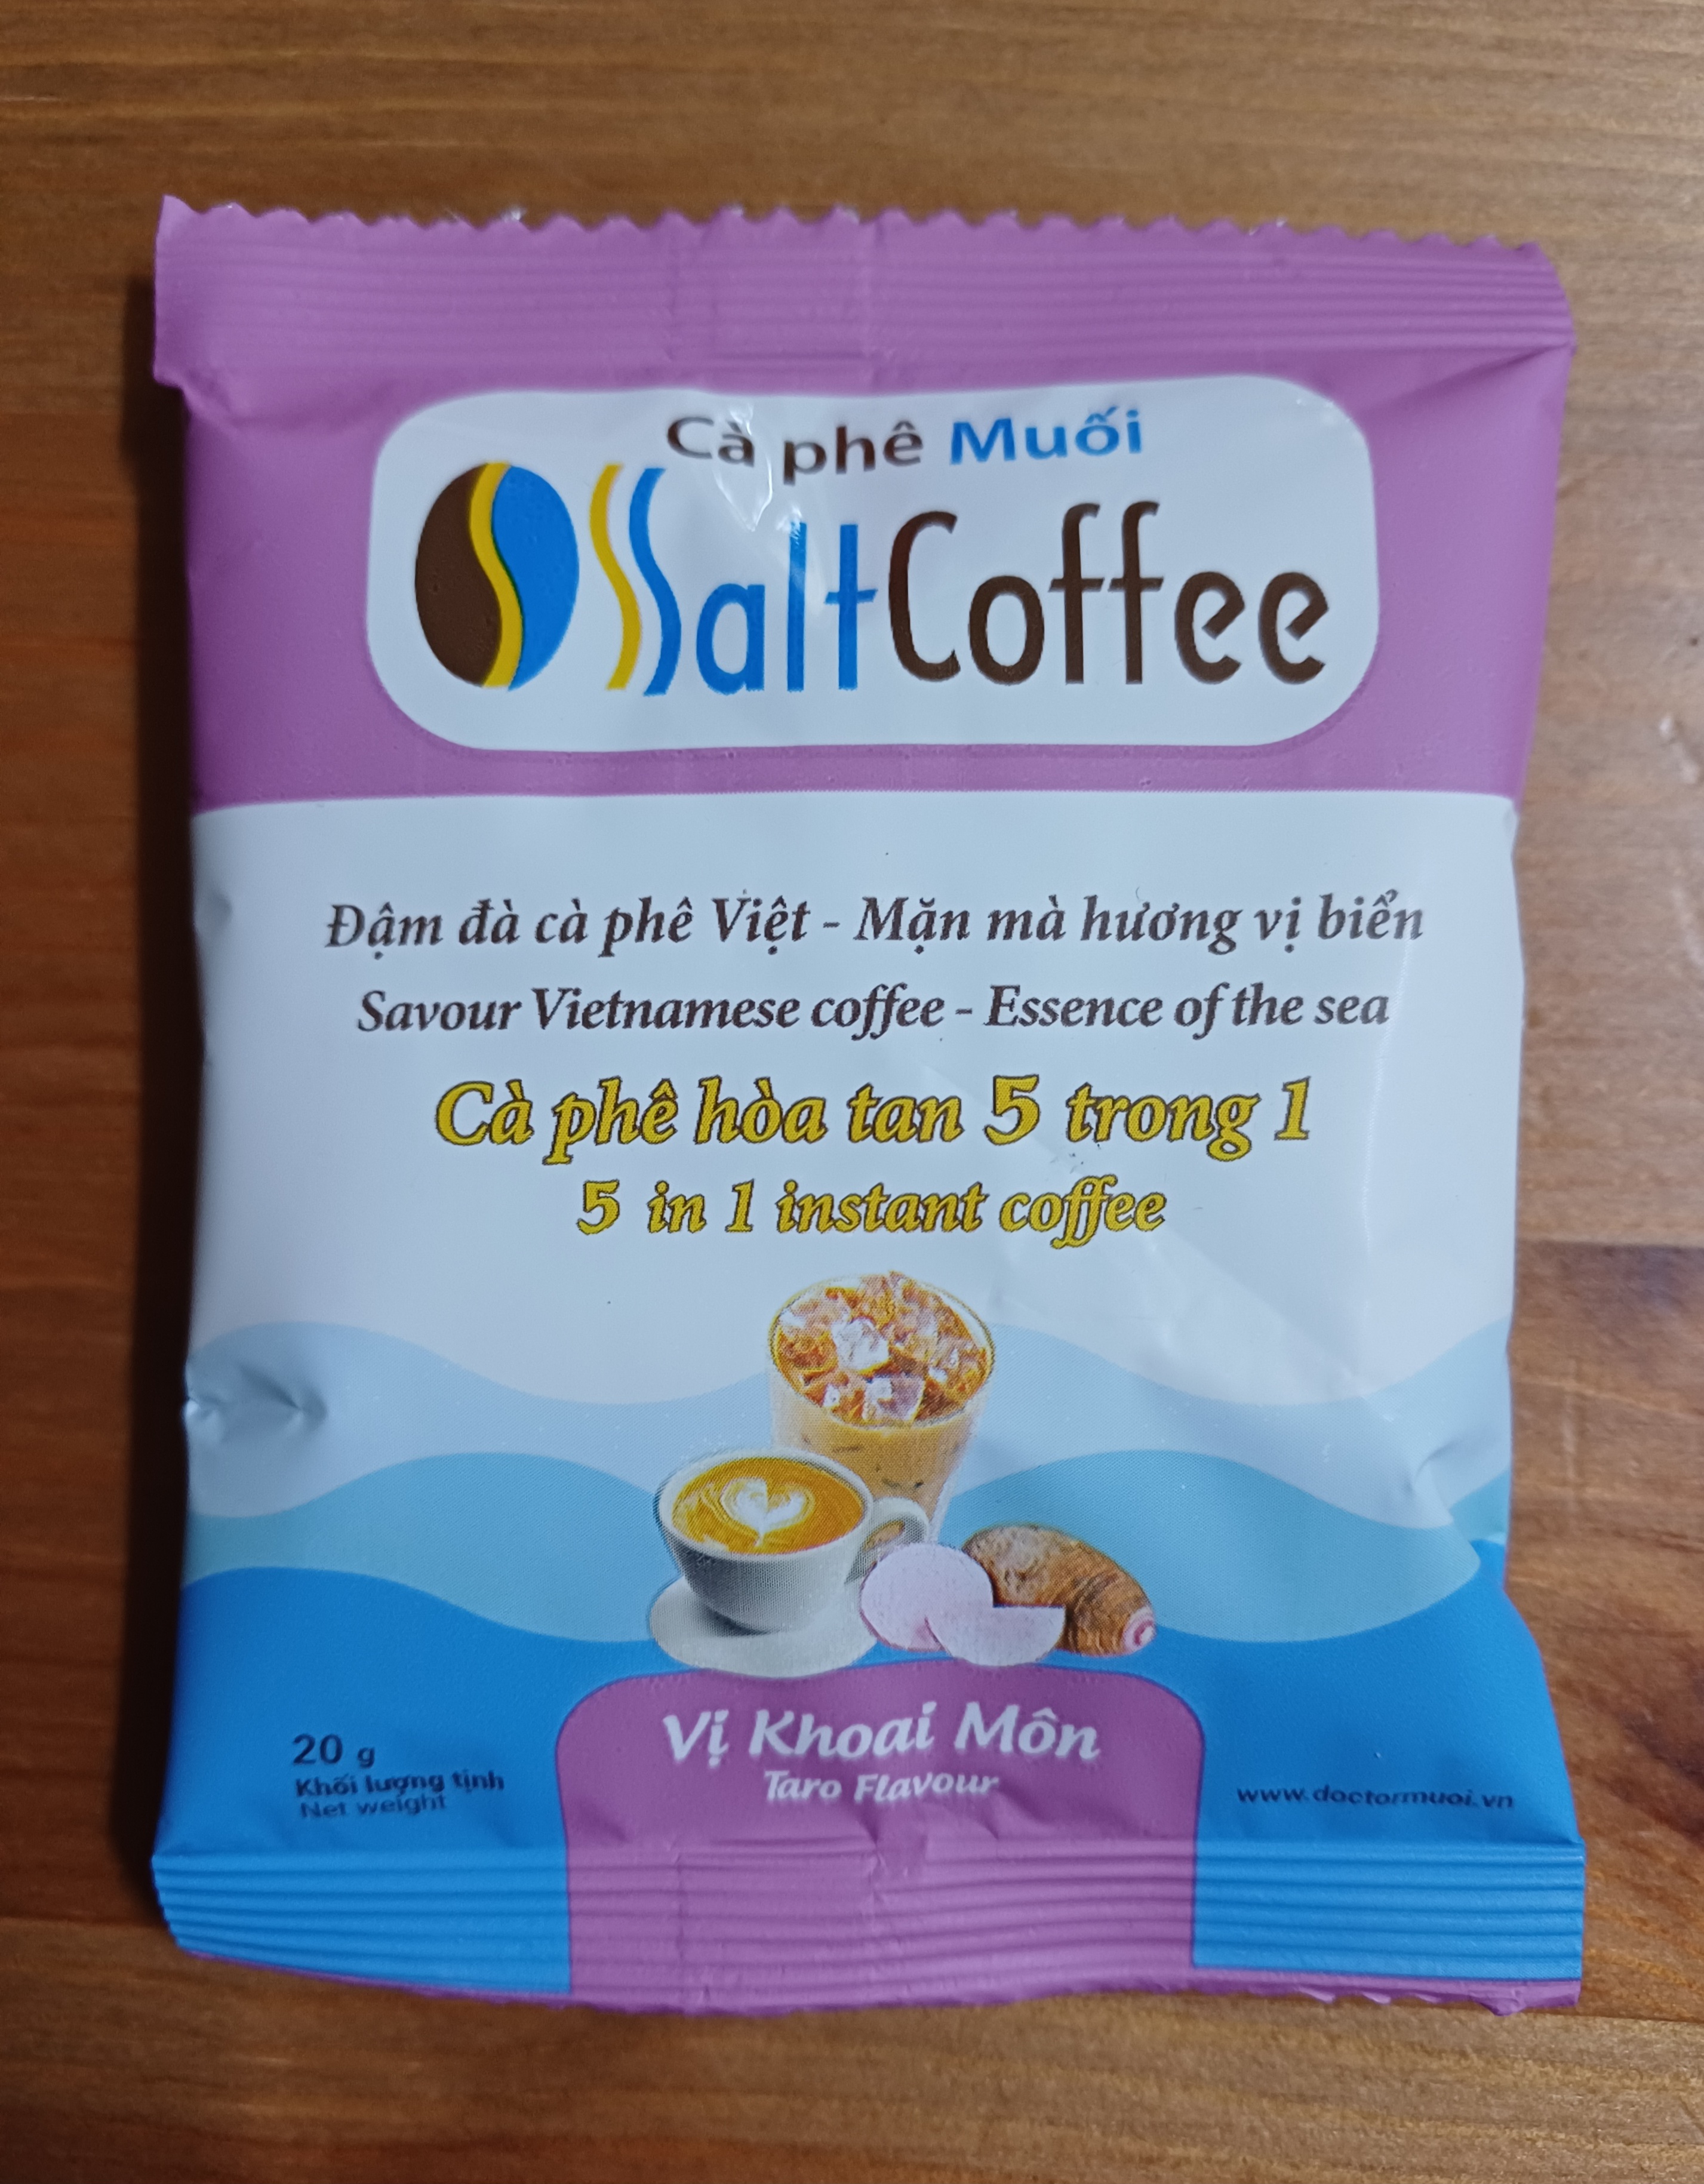 Cà phê Muối
SaltCoffee
Đậm đà cà phê Việt - Mặn mà hương vị biển
Savour Vietnamese coffee - Essence of the sea
Cà phê hòa tan 5 trong 1
5 in 1 instant coffee
Vị Khoai Môn
Taro Flavour
20 g
Khối lượng tịnh
Net weight
www.doctormuoi.vn